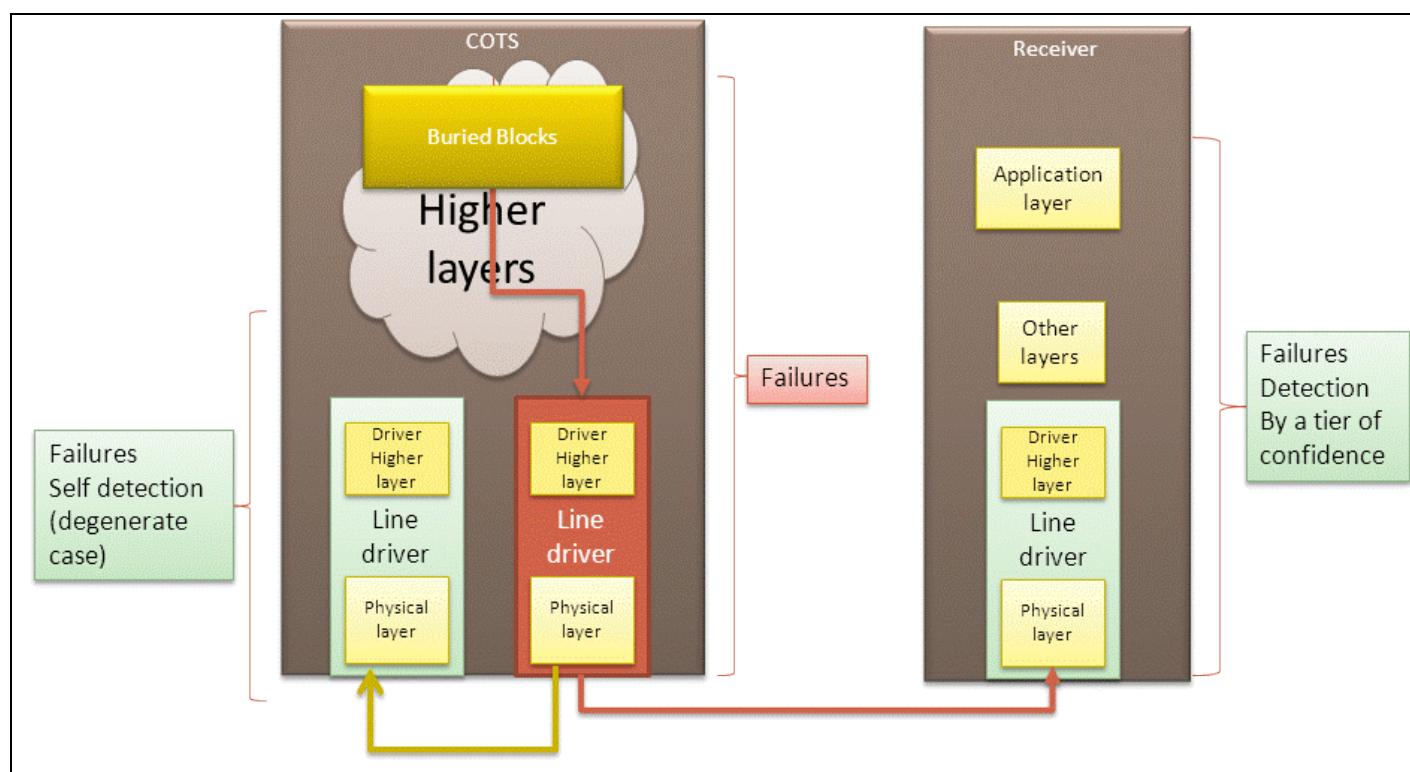 COTS
Buried Blocks
Higher
layers
Failures
Self detection
(degenerate
case)
Driver
Higher
layer
Line
driver
Physical
layer
Driver
Higher
layer
Line
driver
Physical
layer
Failures
Receiver
Application
layer
Other
layers
Driver
Higher
layer
Line
driver
Physical
layer
Failures
Detection
By a tier of
confidence